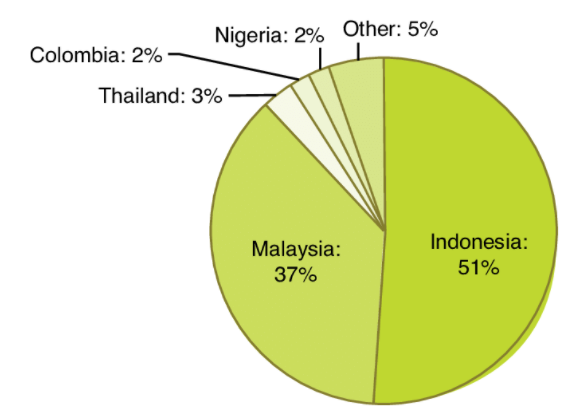 Nigeria: 2%
Other: 5%
Colombia: 2%
Thailand: 3%
Malaysia:
37%
Indonesia:
51%